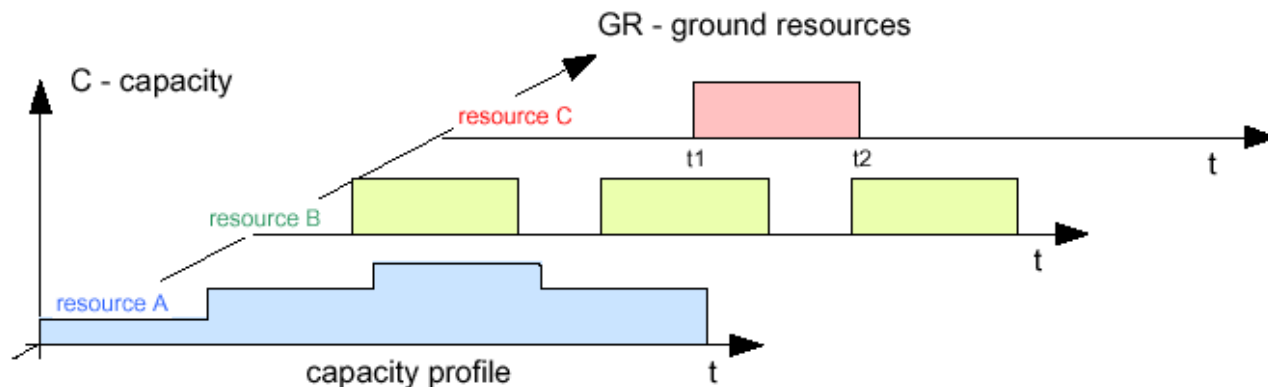 GR - ground resources
C - capacity
resource C
t1
t2
t
resource B
t
resource A
capacity profile
t